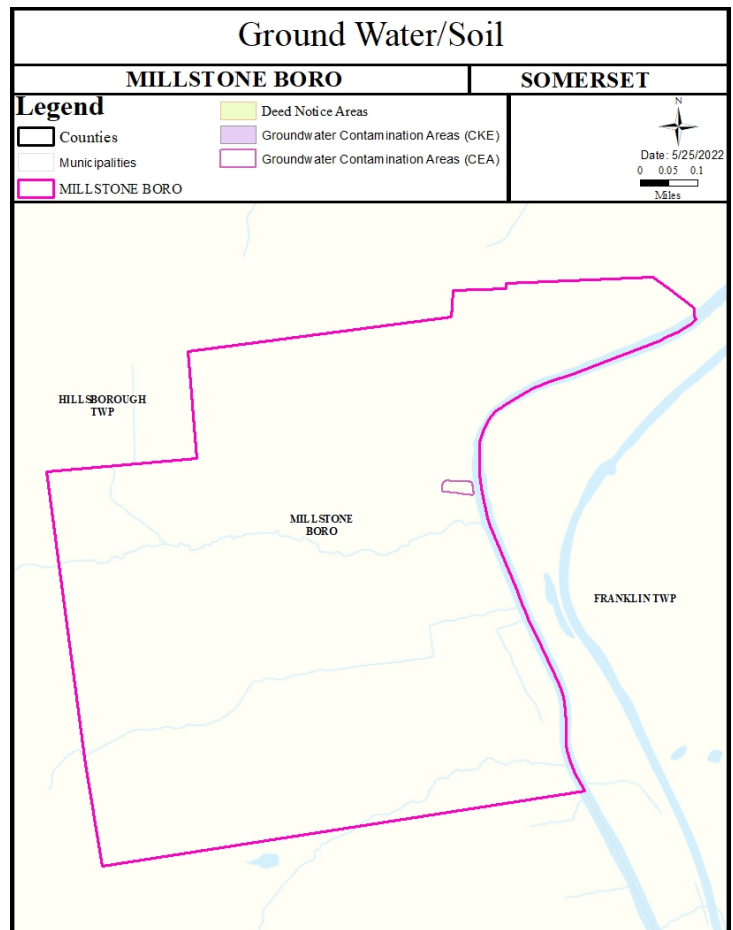 Ground Water/Soil
MILLSTONE BORO
SOMERSET
Legend
Counties
Municipalities
MILLSTONE BORO
Deed Notice Areas
Groundwater Contamination Areas (CKE)
Groundwater Contamination Areas (CEA)
N
Date: 5/25/2022
0 0.05 0.1
Miles
HILLSBOROUGH
TWP
MILLSTONE
BORO
FRANKLIN TWP